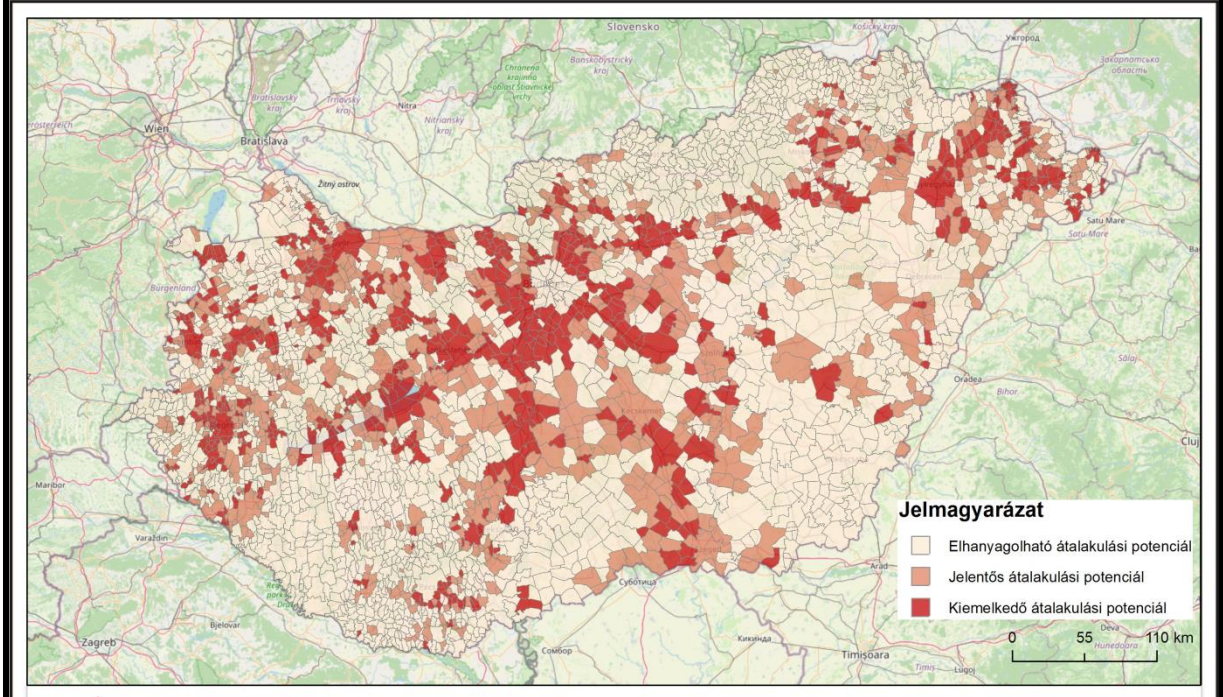 Slovensko
Košický kraj
Ужгород
Закарпатська
область
Banskobystrický
kraj
Chránená
krajinná
oblasť Štiavnické
vrchy
Bratislavský
kraj
Trnavský
kraj
Nitra
Nitriansky
kraj
Wien
Bratislava
Žitný ostrov
Satu Mare
Satu Mare
Burgenland
Sălaj
Oradea
Bihor
Cluj
Maribor
Varaždin
Bjelovar
Zagreb
Суботица
Сомбор
Кикинда
Arad
Timișoara
Timiș
Lugoj
Deva
Hunedoara
Jelmagyarázat
Elhanyagolható átalakulási potenciál
Jelentős átalakulási potenciál
Kiemelkedő átalakulási potenciál
0 55 110 km